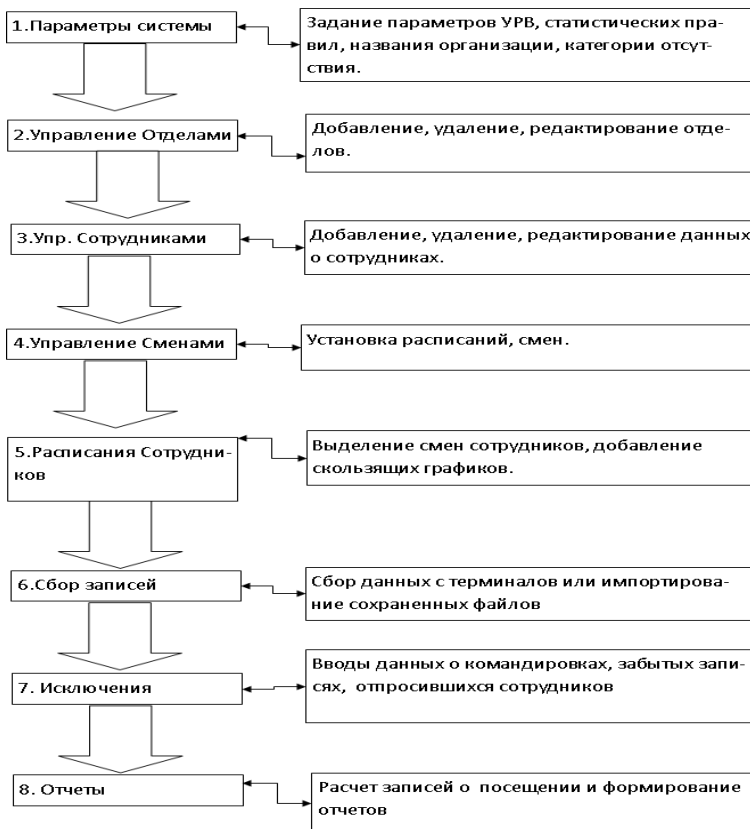 1.Параметры системы
Задание параметров УРВ, статистических пра-
вил, названия организации, категории отсут-
ствия.
2.Управление Отделами
Добавление, удаление, редактирование отде-
лов.
3.Упр. Сотрудниками
Добавление, удаление, редактирование данных
о сотрудниках.
4.Управление Сменами
Установка расписаний, смен.
5.Расписания Сотрудни-
ков
Выделение смен сотрудников, добавление
скользящих графиков.
6.Сбор записей
Сбор данных с терминалов или импортирова-
ние сохраненных файлов
7. Исключения
Вводы данных о командировках, забытых запи-
сях, отпросившихся сотрудников
8. Отчеты
Расчет записей о посещении и формирование
отчетов